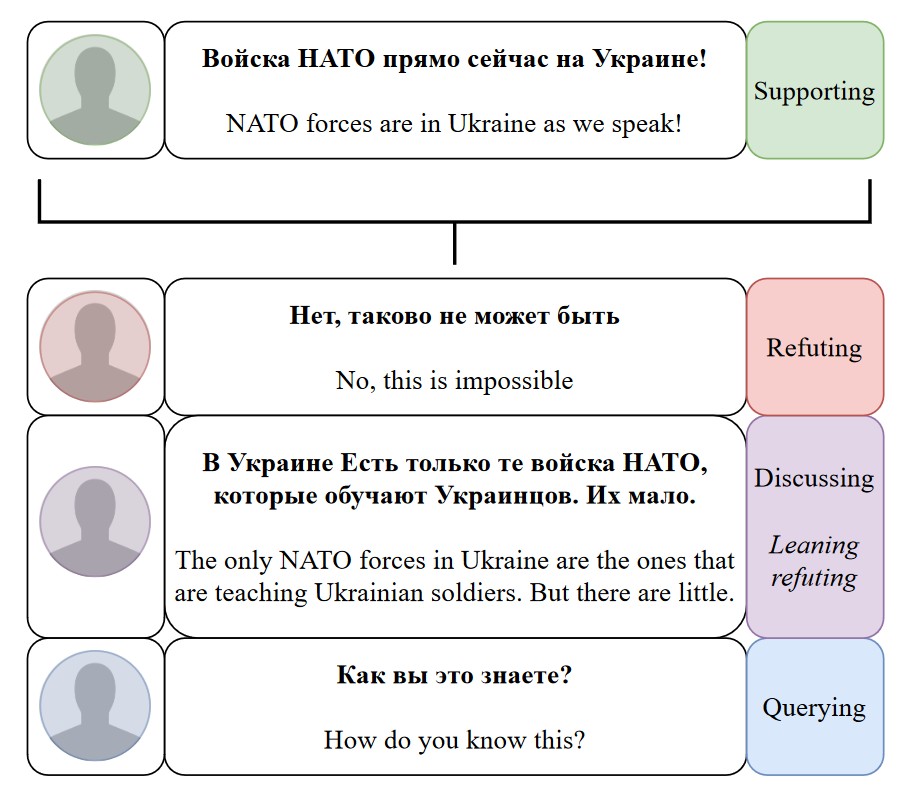 Войска НАТО прямо сейчас на Украине!
NATO forces are in Ukraine as we speak!
Supporting
Нет, таково не может быть
No, this is impossible
Refuting
В Украине Есть только те войска НАТО,
которые обучают Украинцов. Их мало.
The only NATO forces in Ukraine are the ones that
are teaching Ukrainian soldiers. But there are little.
Discussing
Leaning
refuting
Как вы это знаете?
How do you know this?
Querying